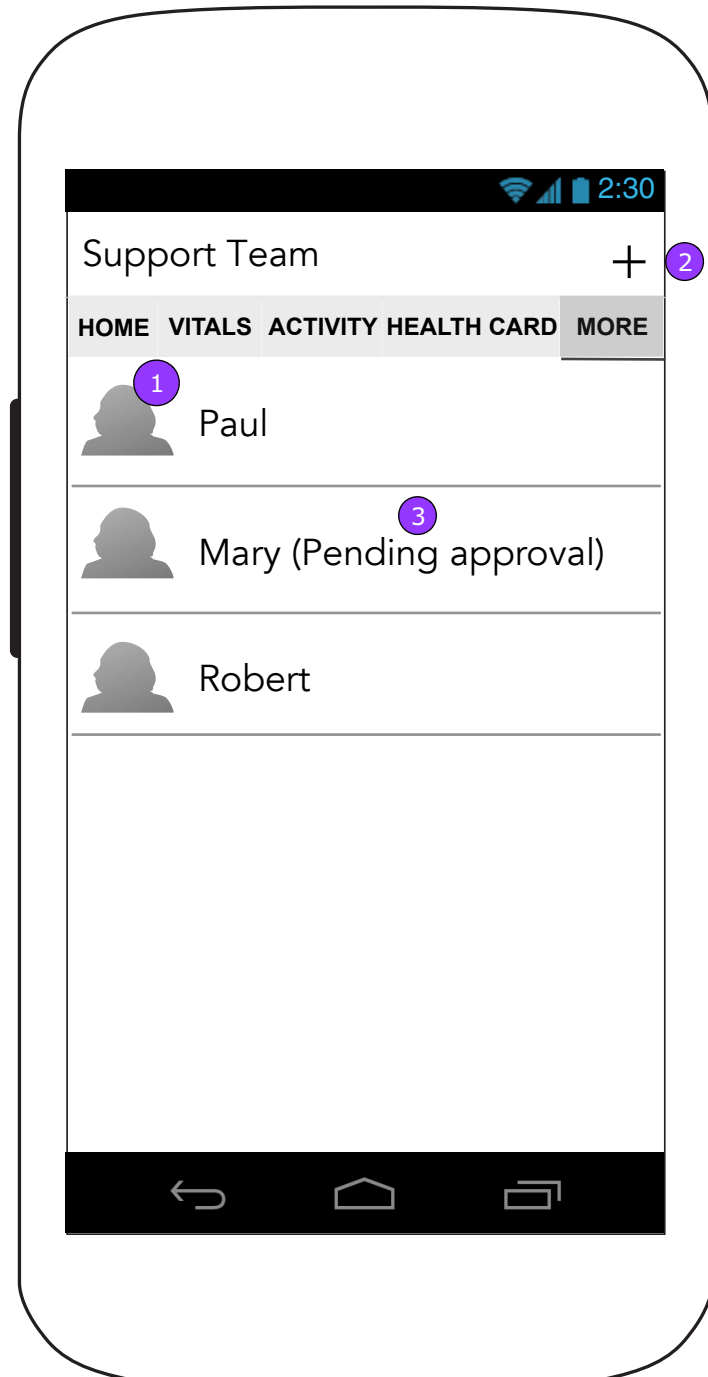 2:30
Support Team
2
HOME VITALS ACTIVITY HEALTH CARD MORE
1
Paul
3
Mary (Pending approval)
Robert